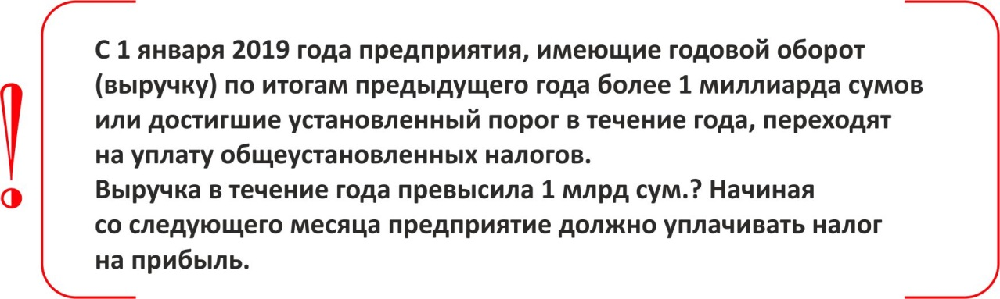 С 1 января 2019 года предприятия, имеющие годовой оборот
(выручку) по итогам предыдущего года более 1 миллиарда сумов
или достигшие установленный порог в течение года, переходят
на уплату общеустановленных налогов.
Выручка в течение года превысила 1 млрд сум.? Начиная
со следующего месяца предприятие должно уплачивать налог
на прибыль.